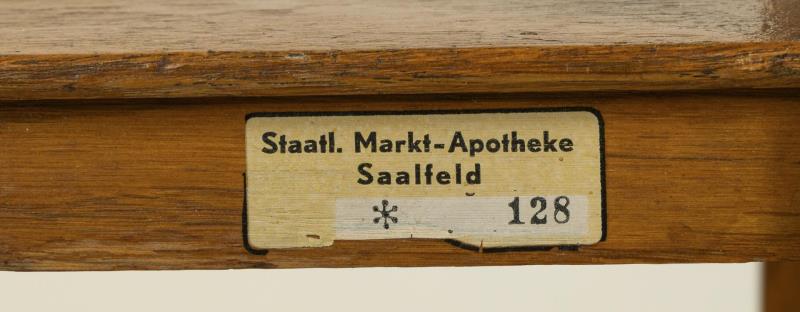 Staatl. Markt-Apotheke
Saalfeld
* 128